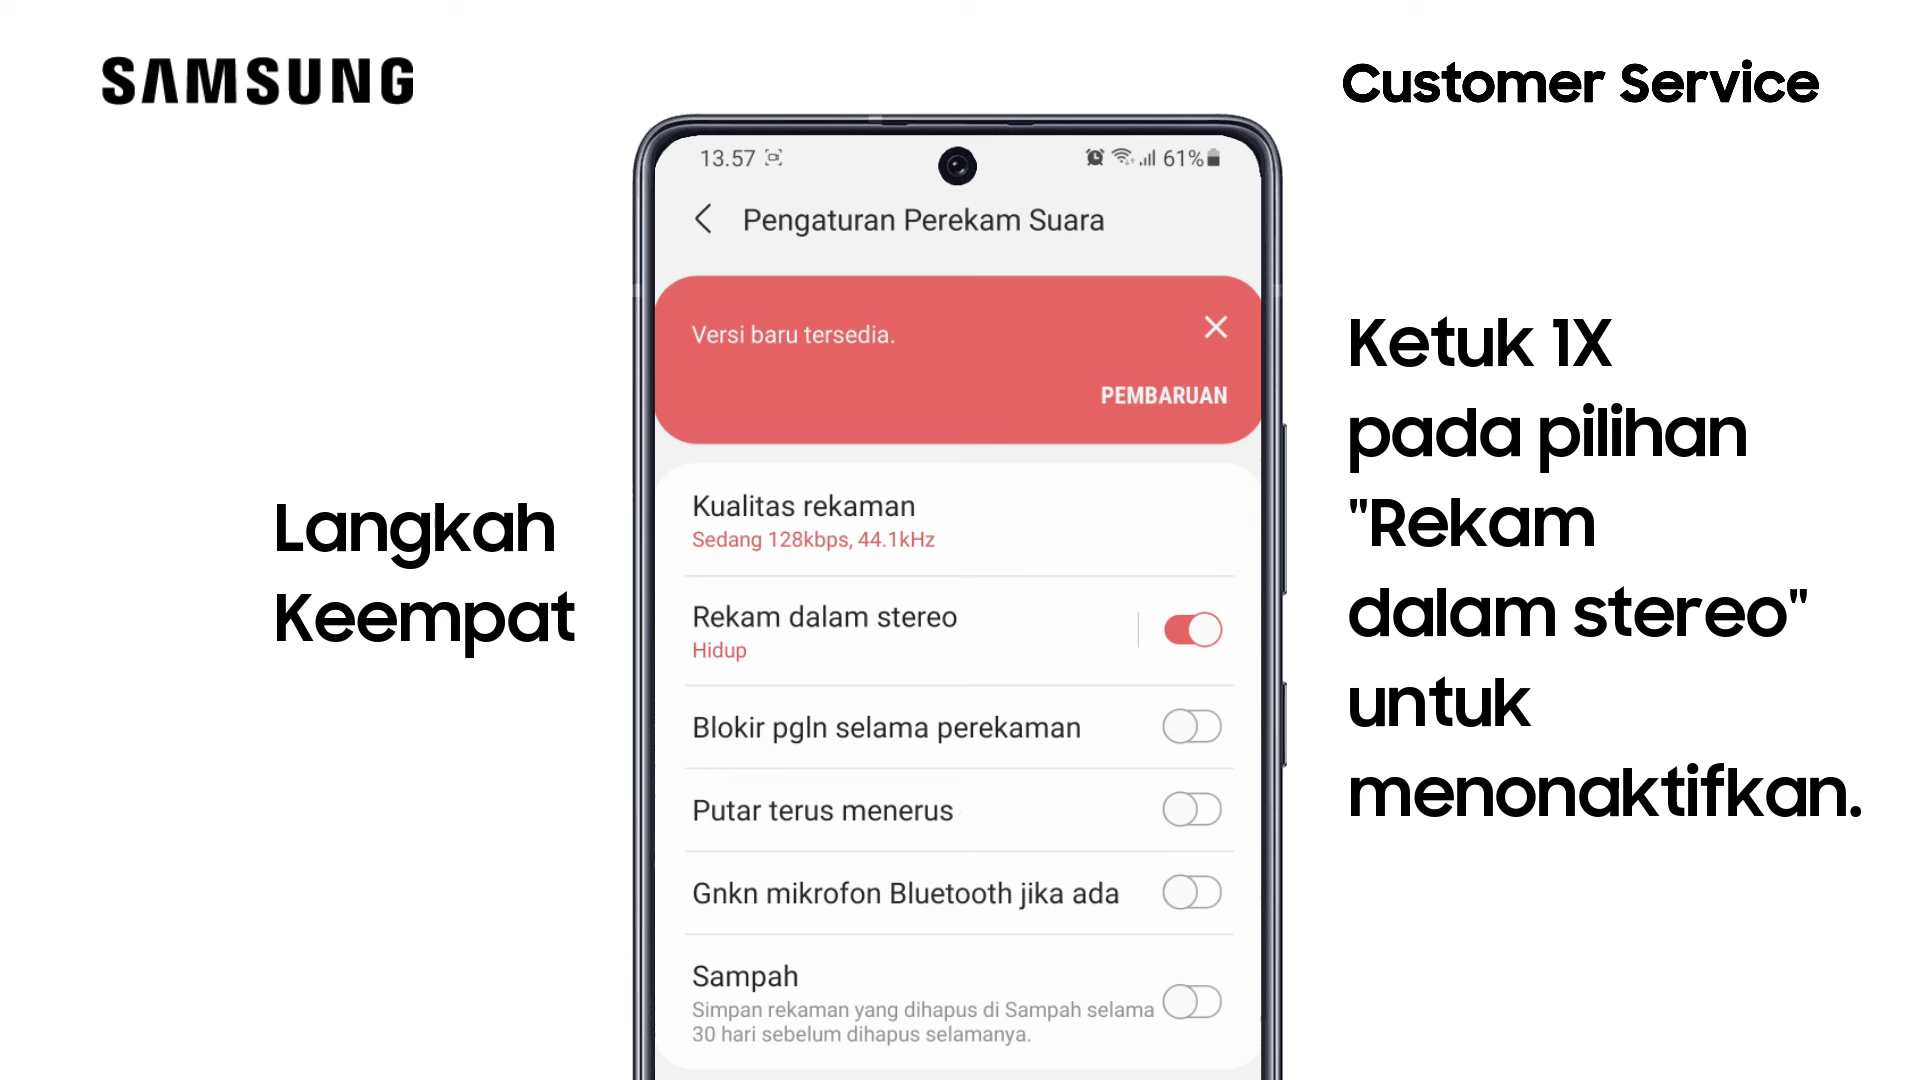 SAMSUNG
Customer Service
13.57
61%
Pengaturan Perekam Suara
Versi baru tersedia.
PEMBARUAN
Kualitas rekaman
Sedang 128kbps, 44.1kHz
Rekam dalam stereo
Hidup
Blokir pgln selama perekaman
Putar terus menerus
Gnkn mikrofon Bluetooth jika ada
Sampah
Simpan rekaman yang dihapus di Sampah selama
30 hari sebelum dihapus selamanya.
Langkah
Keempat
Ketuk 1X
pada pilihan
"Rekam
dalam stereo"
untuk
menonaktifkan.